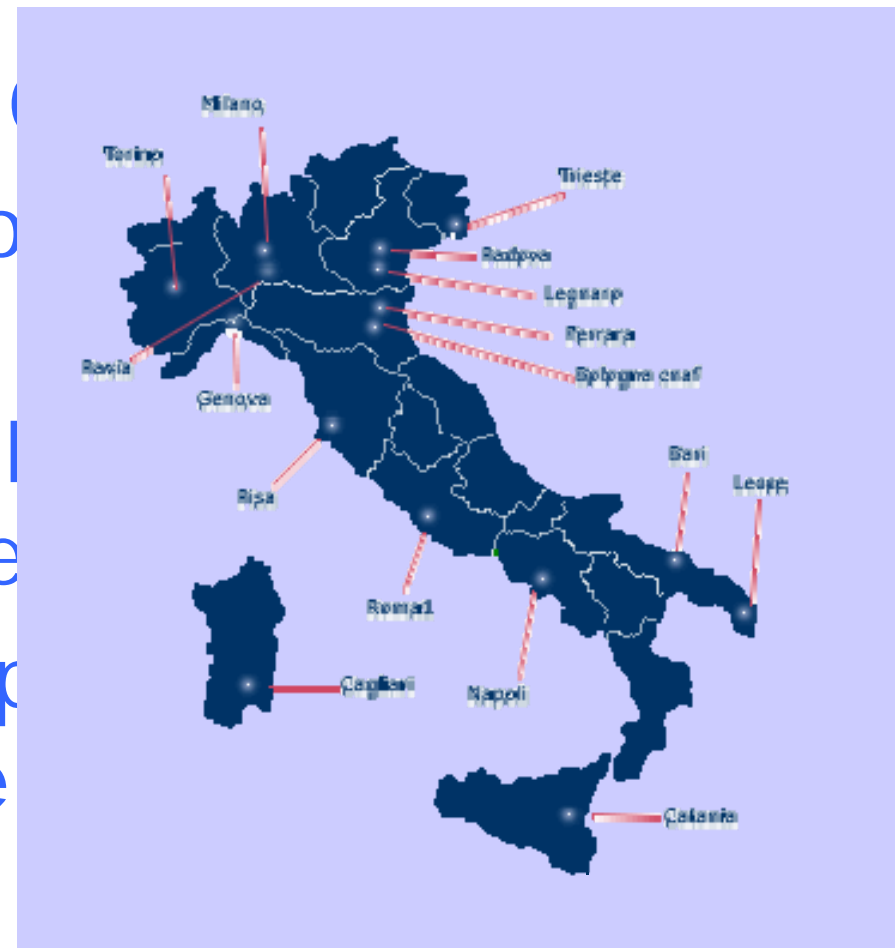 Milano
Torino
Trieste
Padova
Legnaro
Ferrara
Pavia
Bologna cnaf
Genova
Bari
Lecce
Pisa
Roma1
Cagliari
Napoli
Catania